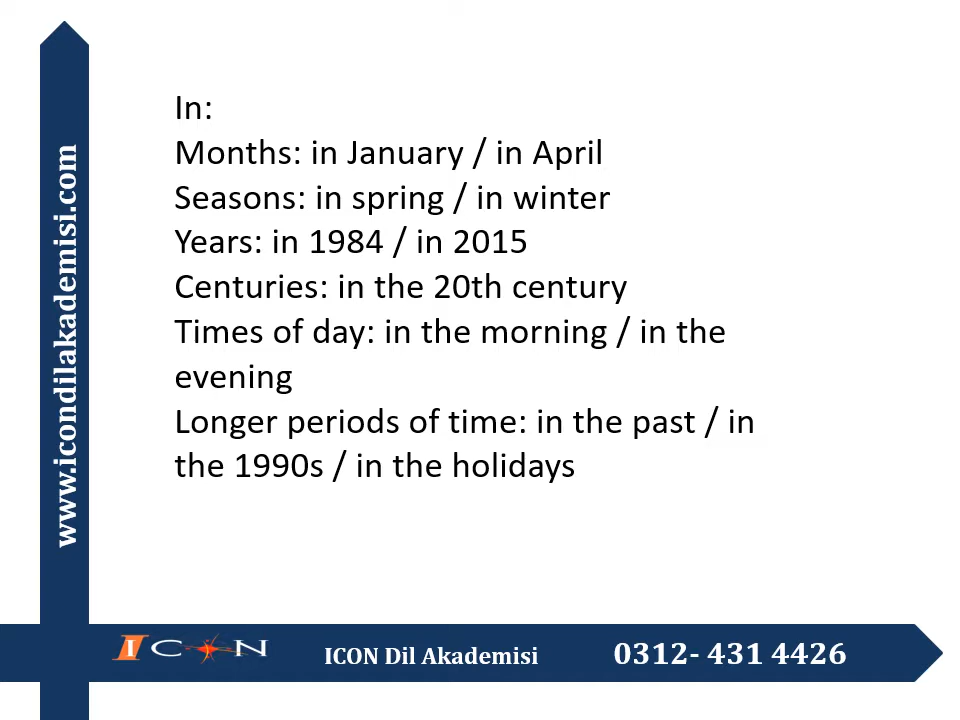 In:
Months: in January / in April
Seasons: in spring / in winter
Years: in 1984 / in 2015
Centuries: in the 20th century
Times of day: in the morning / in the
evening
Longer periods of time: in the past / in
the 1990s / in the holidays
www.icondilakademisi.com
I ICON
ICON Dil Akademisi
0312- 431 4426